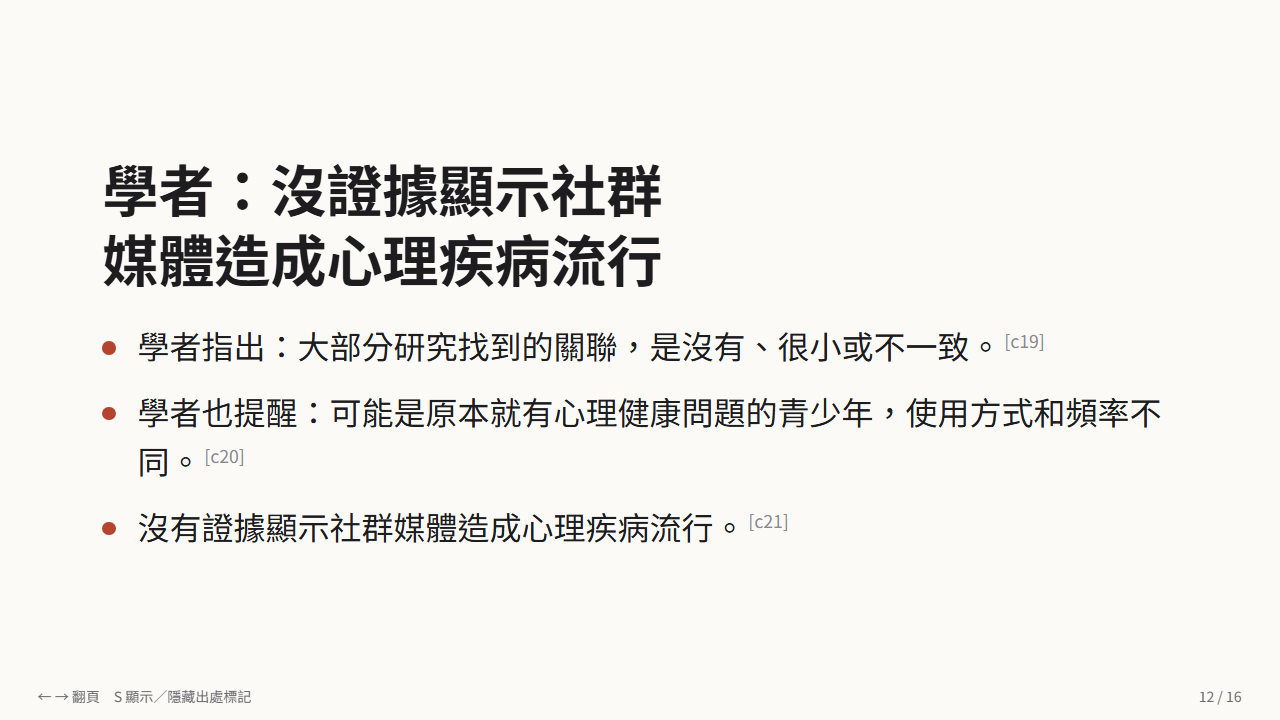 學者：沒證據顯示社群
媒體造成心理疾病流行
學者指出：大部分研究找到的關聯，是沒有、很小或不一致。[c19]
學者也提醒：可能是原本就有心理健康問題的青少年，使用方式和頻率不
同。[c20]
沒有證據顯示社群媒體造成心理疾病流行。[c21]
← → 翻頁　S 顯示／隱藏出處標記
12 / 16